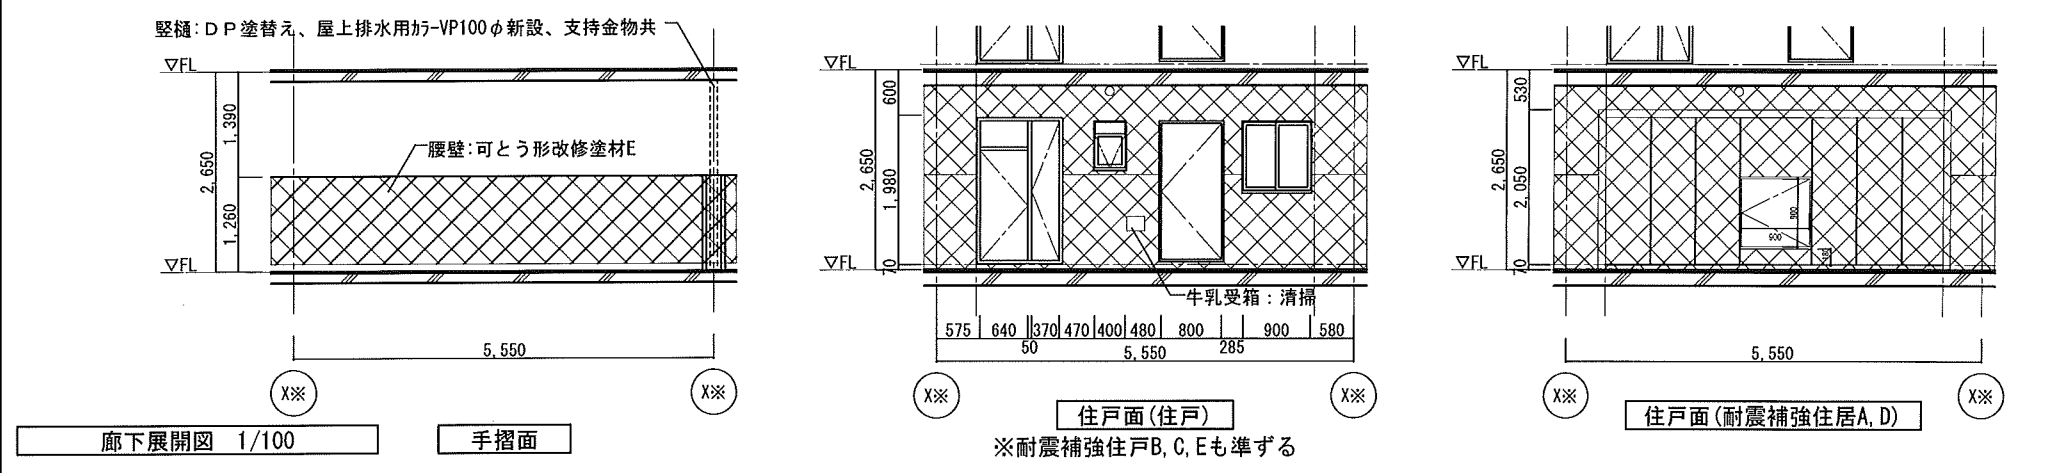 竪樋:DP塗替え、屋上排水用ｶﾗｰVP100φ新設、支持金物共
▽FL
1,390
2,650
1,260
腰壁:可とう形改修塗材E
▽FL
5,550
X※
X※
廊下展開図 1/100
手摺面
▽FL
600
2,650
1,980
70
▽FL
牛乳受箱:清掃
575 640 370 470 400 480 800 900 580
50 5,550 285
X※
X※
住戸面(住戸)
※耐震補強住戸B,C,Eも準ずる
▽FL
530
2,650
2,050
70
▽FL
900
900
5,550
X※
X※
住戸面(耐震補強住居A,D)